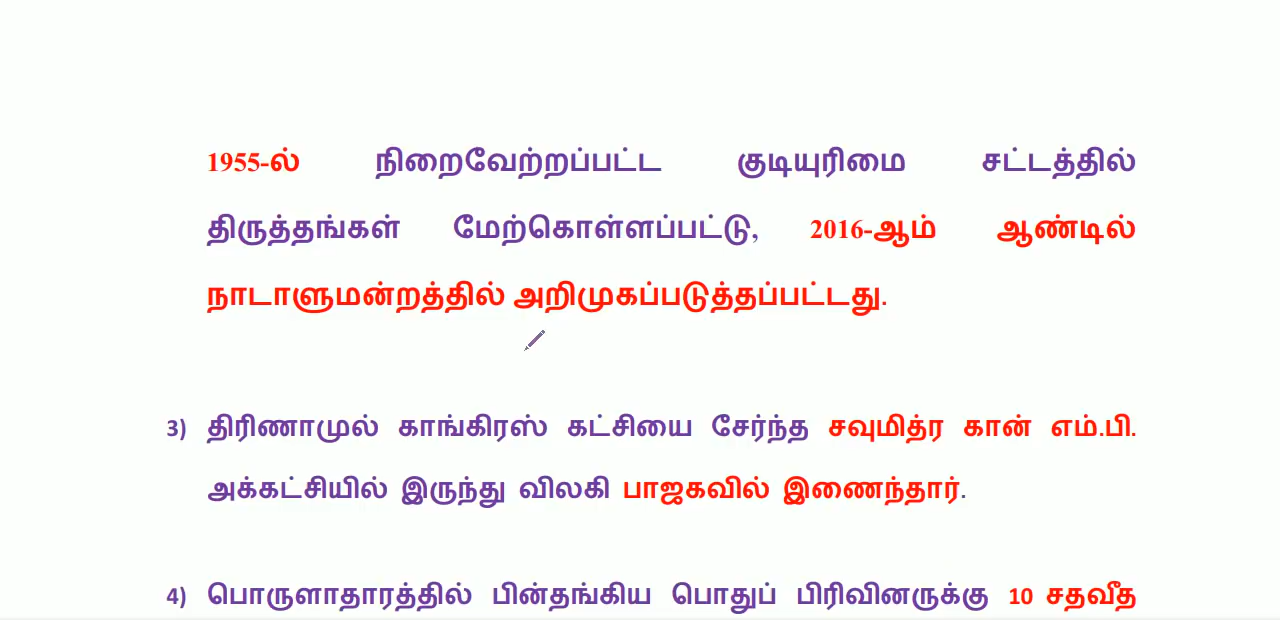 1955-ல் நிறைவேற்றப்பட்ட குடியுரிமை சட்டத்தில்
திருத்தங்கள் மேற்கொள்ளப்பட்டு, 2016-ஆம் ஆண்டில்
நாடாளுமன்றத்தில் அறிமுகப்படுத்தப்பட்டது.
3) திரிணாமுல் காங்கிரஸ் கட்சியை சேர்ந்த சவுமித்ர கான் எம்.பி.
அக்கட்சியில் இருந்து விலகி பாஜகவில் இணைந்தார்.
4) பொருளாதாரத்தில் பின்தங்கிய பொதுப் பிரிவினருக்கு 10 சதவீத